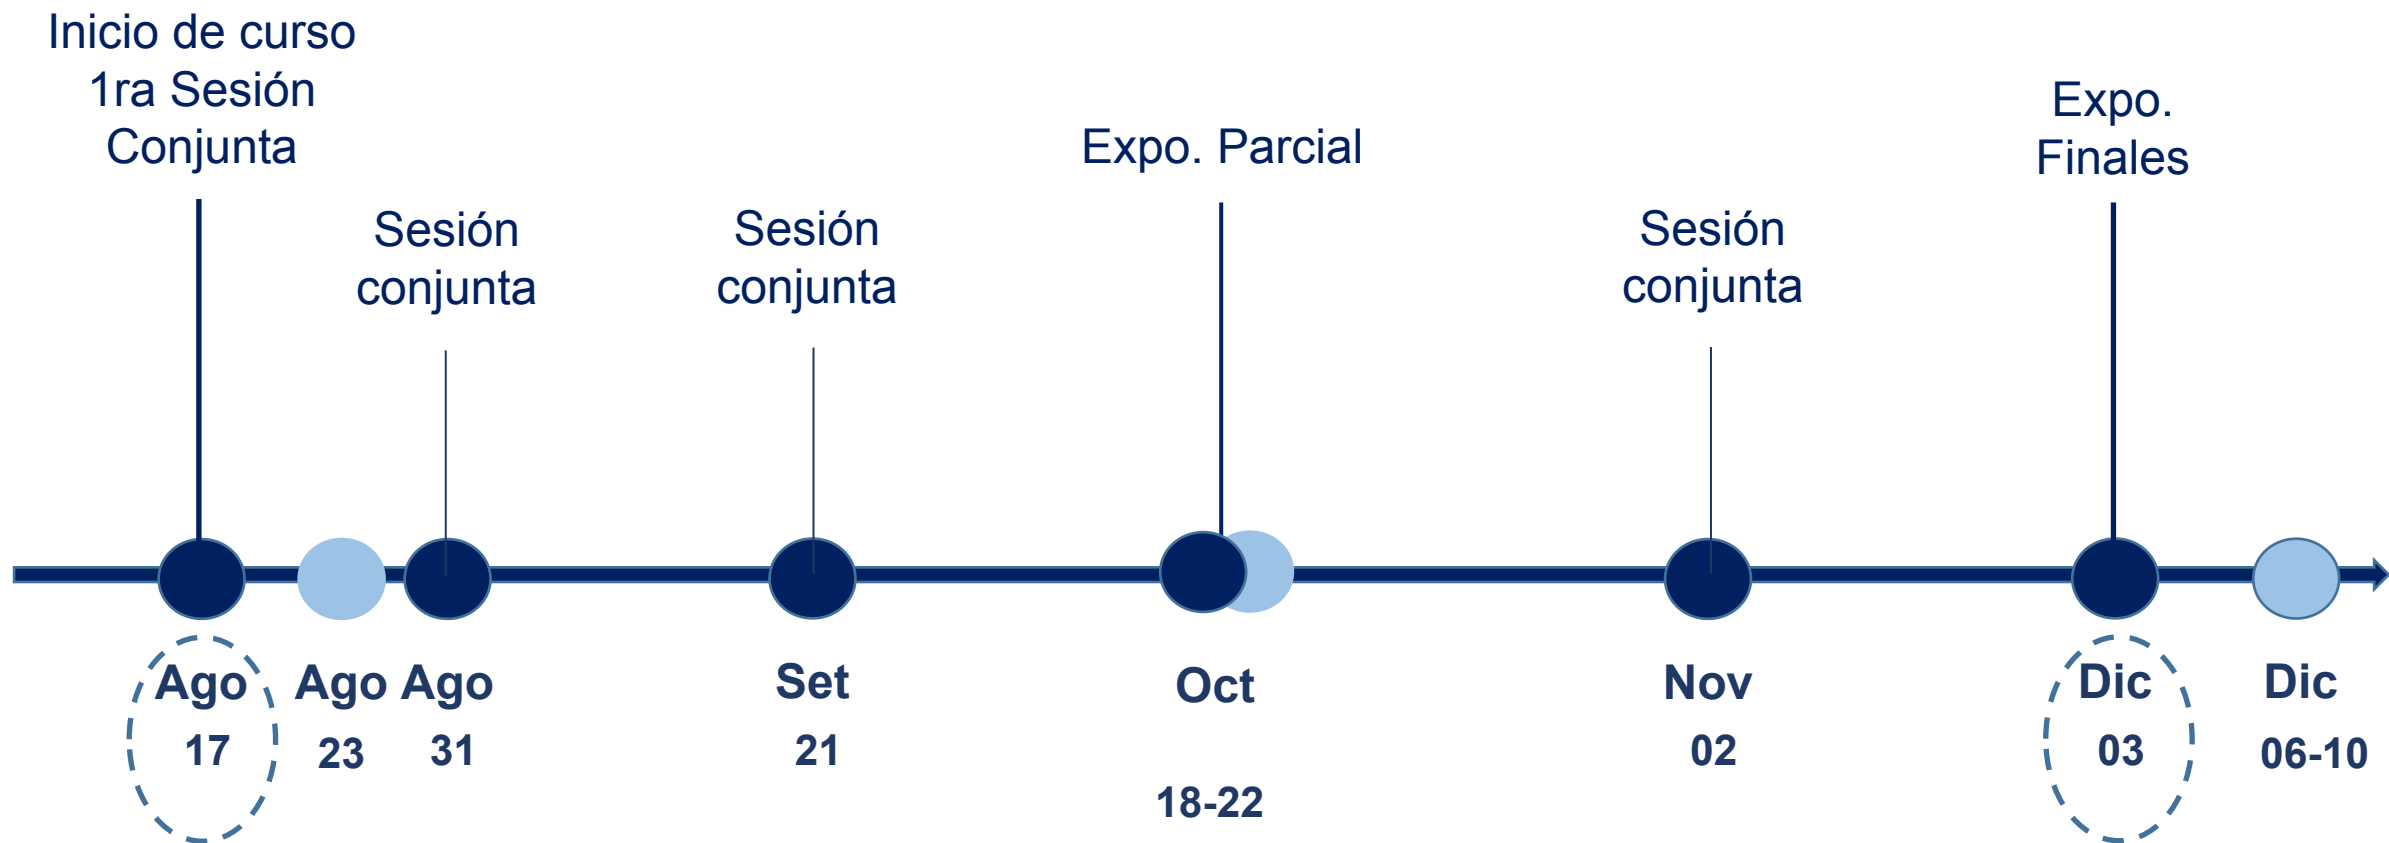 Inicio de curso
1ra Sesión
Conjunta
Sesión
conjunta
Sesión
conjunta
Expo. Parcial
Sesión
conjunta
Expo.
Finales
Ago
17
Ago
23
Ago
31
Set
21
Oct
18-22
Nov
02
Dic
03
Dic
06-10